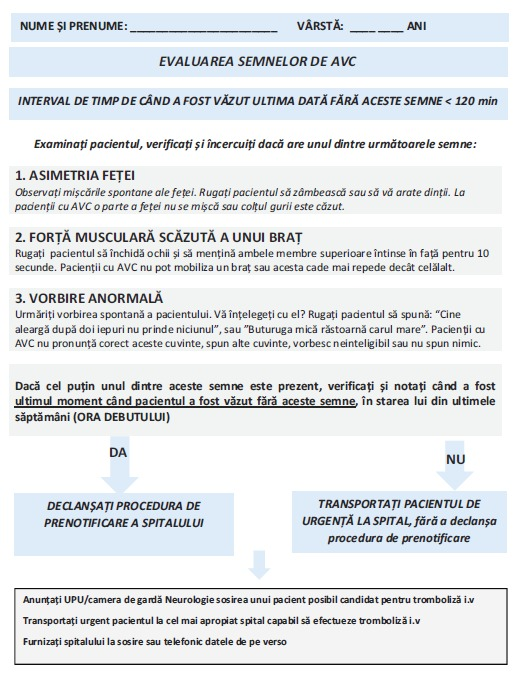 NUME ȘI PRENUME: _______________________ VÂRSTĂ: ____ ____ ANI
EVALUAREA SEMNELOR DE AVC
INTERVAL DE TIMP DE CÂND A FOST VĂZUT ULTIMA DATĂ FĂRĂ ACESTE SEMNE < 120 min
Examinați pacientul, verificați și încercuiți dacă are unul dintre următoarele semne:
1. ASIMETRIA FEȚEI
Observați mișcările spontane ale feței. Rugați pacientul să zâmbească sau să vă arate dinții. La
pacienții cu AVC o parte a feței nu se mișcă sau colțul gurii este căzut.
2. FORȚĂ MUSCULARĂ SCĂZUTĂ A UNUI BRAȚ
Rugați pacientul să închidă ochii și să mențină ambele membre superioare întinse în față pentru 10
secunde. Pacienții cu AVC nu pot mobiliza un braț sau acesta cade mai repede decât celălalt.
3. VORBIRE ANORMALĂ
Urmăriți vorbirea spontană a pacientului. Vă înțelegeți cu el? Rugați pacientul să spună: “Cine
aleargă după doi iepuri nu prinde niciunul”, sau ”Buturuga mică răstoarnă carul mare”. Pacienții cu
AVC nu pronunță corect aceste cuvinte, spun alte cuvinte, vorbesc neinteligibil sau nu spun nimic.
Dacă cel puțin unul dintre aceste semne este prezent, verificați și notați când a fost
ultimul moment când pacientul a fost văzut fără aceste semne, în starea lui din ultimele
săptămâni (ORA DEBUTULUI)
DA
NU
DECLANȘAȚI PROCEDURA DE
PRENOTIFICARE A SPITALULUI
TRANSPORTAȚI PACIENTUL DE
URGENȚĂ LA SPITAL, fără a declanșa
procedura de prenotificare
Anunțați UPU/camera de gardă Neurologie sosirea unui pacient posibil candidat pentru tromboliză i.v
Transportați urgent pacientul la cel mai apropiat spital capabil să efectueze tromboliză i.v
Furnizați spitalului la sosire sau telefonic datele de pe verso